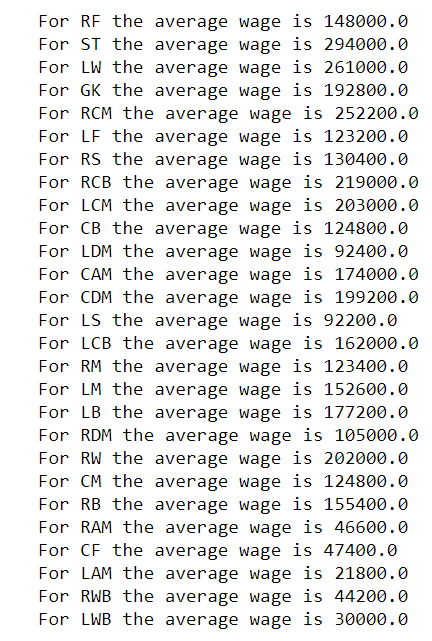 For RF the average wage is 148000.0
For ST the average wage is 294000.0
For LW the average wage is 261000.0
For GK the average wage is 192800.0
For RCM the average wage is 252200.0
For LF the average wage is 123200.0
For RS the average wage is 130400.0
For RCB the average wage is 219000.0
For LCM the average wage is 203000.0
For CB the average wage is 124800.0
For LDM the average wage is 92400.0
For CAM the average wage is 174000.0
For CDM the average wage is 199200.0
For LS the average wage is 92200.0
For LCB the average wage is 162000.0
For RM the average wage is 123400.0
For LM the average wage is 152600.0
For LB the average wage is 177200.0
For RDM the average wage is 105000.0
For RW the average wage is 202000.0
For CM the average wage is 124800.0
For RB the average wage is 155400.0
For RAM the average wage is 46600.0
For CF the average wage is 47400.0
For LAM the average wage is 21800.0
For RWB the average wage is 44200.0
For LWB the average wage is 30000.0